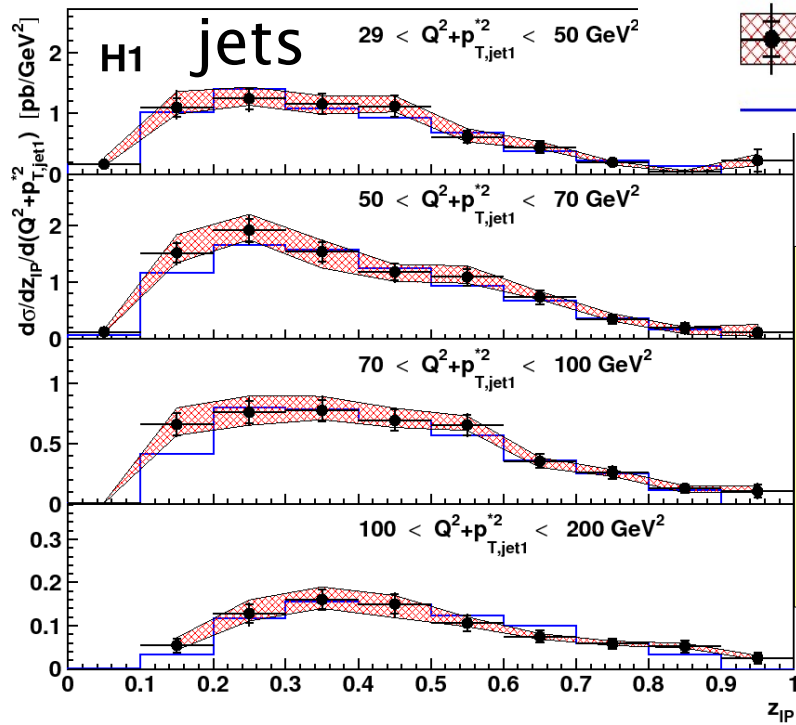 H1 jets 29 < Q²+p*²T,jet1 < 50 GeV²
dσ/dz_IP/d(Q²+p*²T,jet1) [pb/GeV²]
0
1
2
50 < Q²+p*²T,jet1 < 70 GeV²
0
1
2
70 < Q²+p*²T,jet1 < 100 GeV²
0
0.5
1
100 < Q²+p*²T,jet1 < 200 GeV²
0
0.1
0.2
0.3
0 0.1 0.2 0.3 0.4 0.5 0.6 0.7 0.8 0.9 1
z_IP